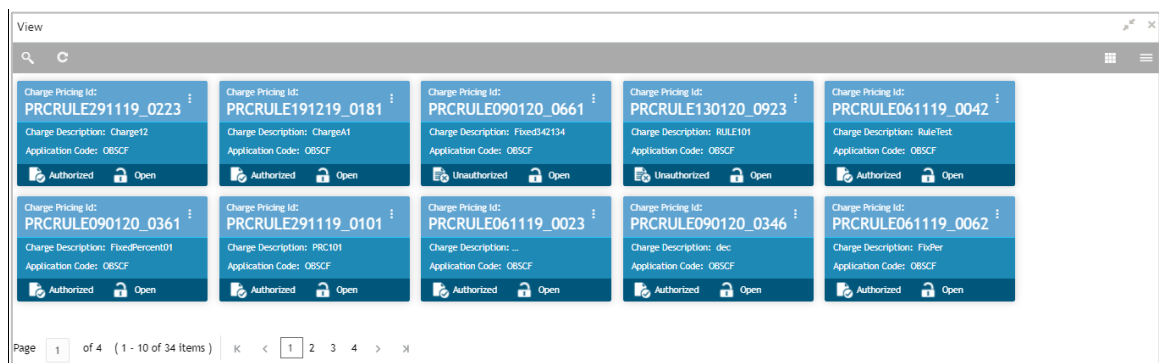 View
Charge Pricing Id: Charge Pricing Id: Charge Pricing Id: Charge Pricing Id: Charge Pricing Id:
PRCRULE291119_0223 PRCRULE191219_0181 PRCRULE090120_0661 PRCRULE130120_0923 PRCRULE061119_0042
Charge Description: Charge12 Charge Description: ChargeA1 Charge Description: Fixed342134 Charge Description: RULE101 Charge Description: RuleTest
Application Code: OBSCF Application Code: OBSCF Application Code: OBSCF Application Code: OBSCF Application Code: OBSCF
Authorized Open Authorized Open Unauthorized Open Unauthorized Open Authorized Open
Charge Pricing Id: Charge Pricing Id: Charge Pricing Id: Charge Pricing Id: Charge Pricing Id:
PRCRULE090120_0361 PRCRULE291119_0101 PRCRULE061119_0023 PRCRULE090120_0346 PRCRULE061119_0062
Charge Description: FixedPercent01 Charge Description: PRC101 Charge Description: ... Charge Description: dec Charge Description: FixPer
Application Code: OBSCF Application Code: OBSCF Application Code: OBSCF Application Code: OBSCF Application Code: OBSCF
Authorized Open Authorized Open Authorized Open Authorized Open Authorized Open
Page 1 of 4 ( 1 - 10 of 34 items ) 1 2 3 4